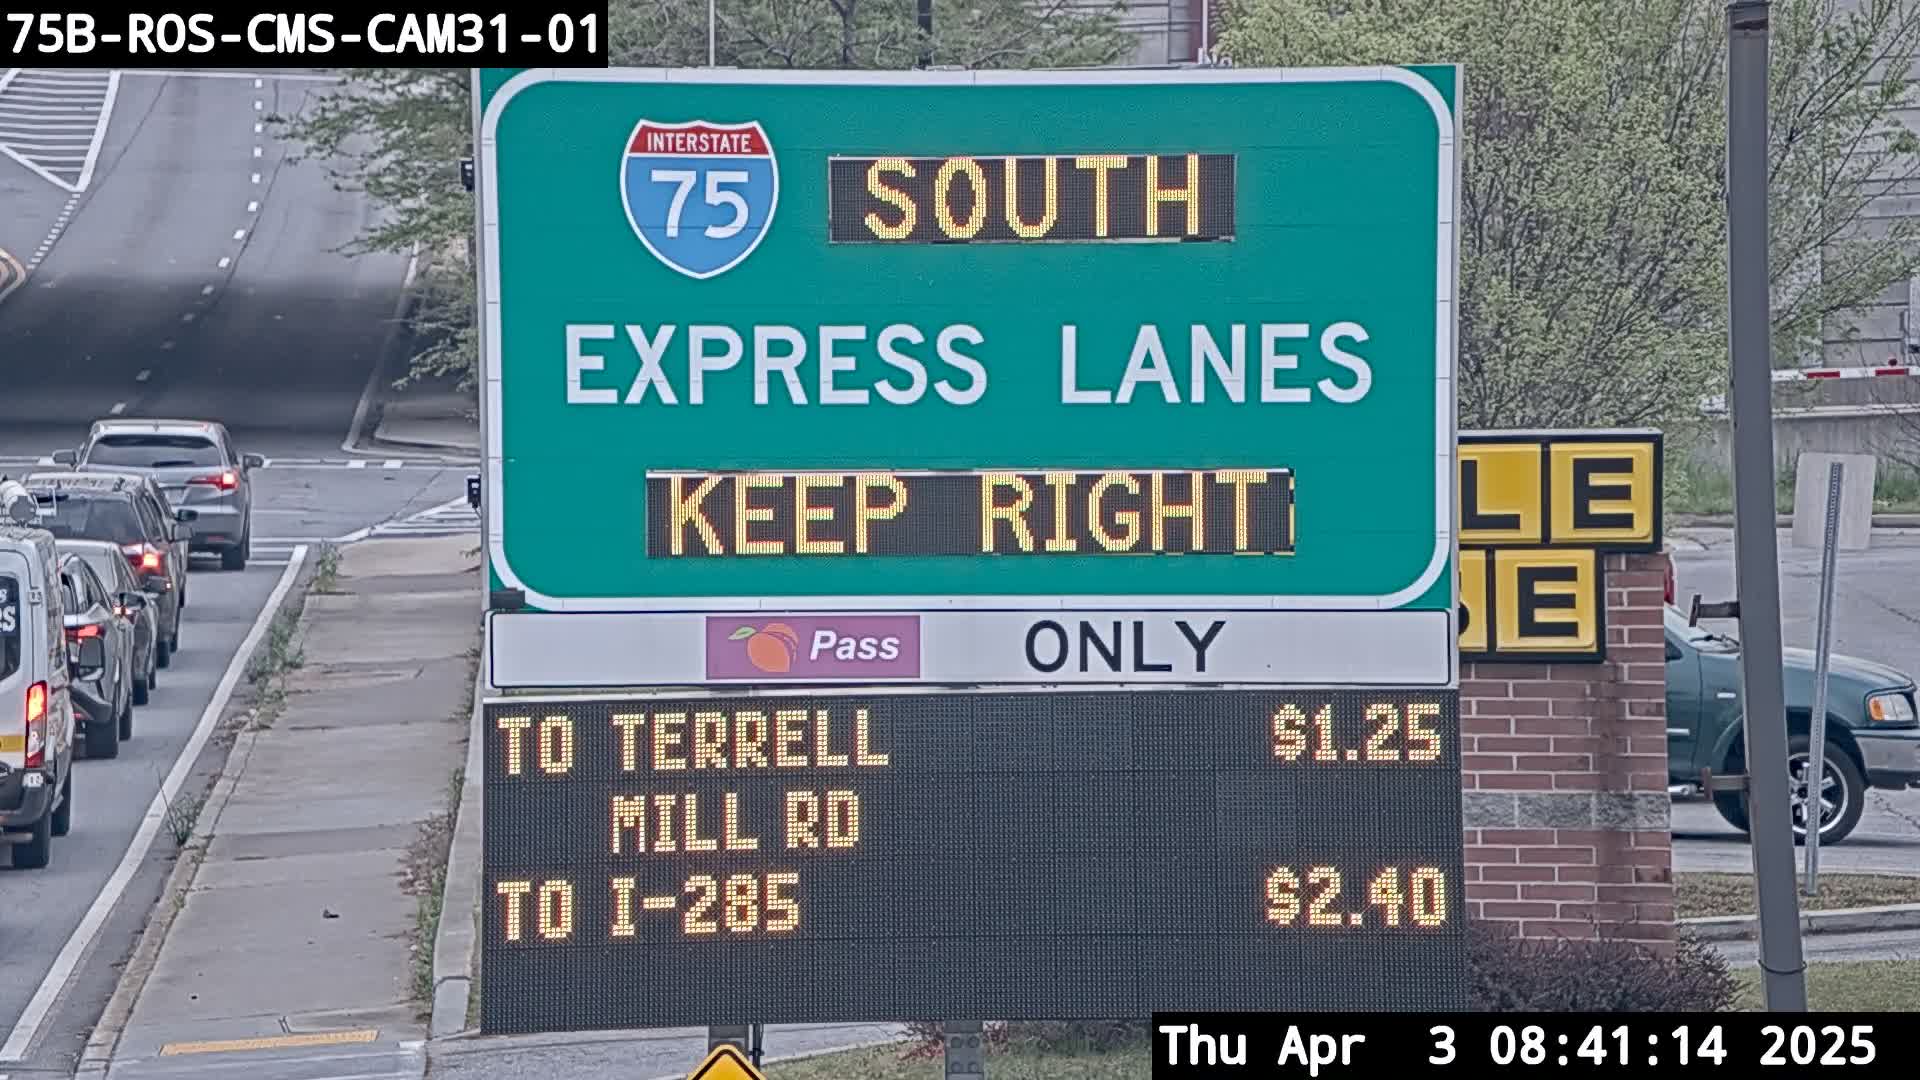 75B-ROS-CMS-CAM31-01
INTERSTATE
75
SOUTH
EXPRESS LANES
KEEP RIGHT
Pass ONLY
TO TERRELL $1.25
MILL RD
TO I-285 $2.40
LE
E
Thu Apr 3 08:41:14 2025